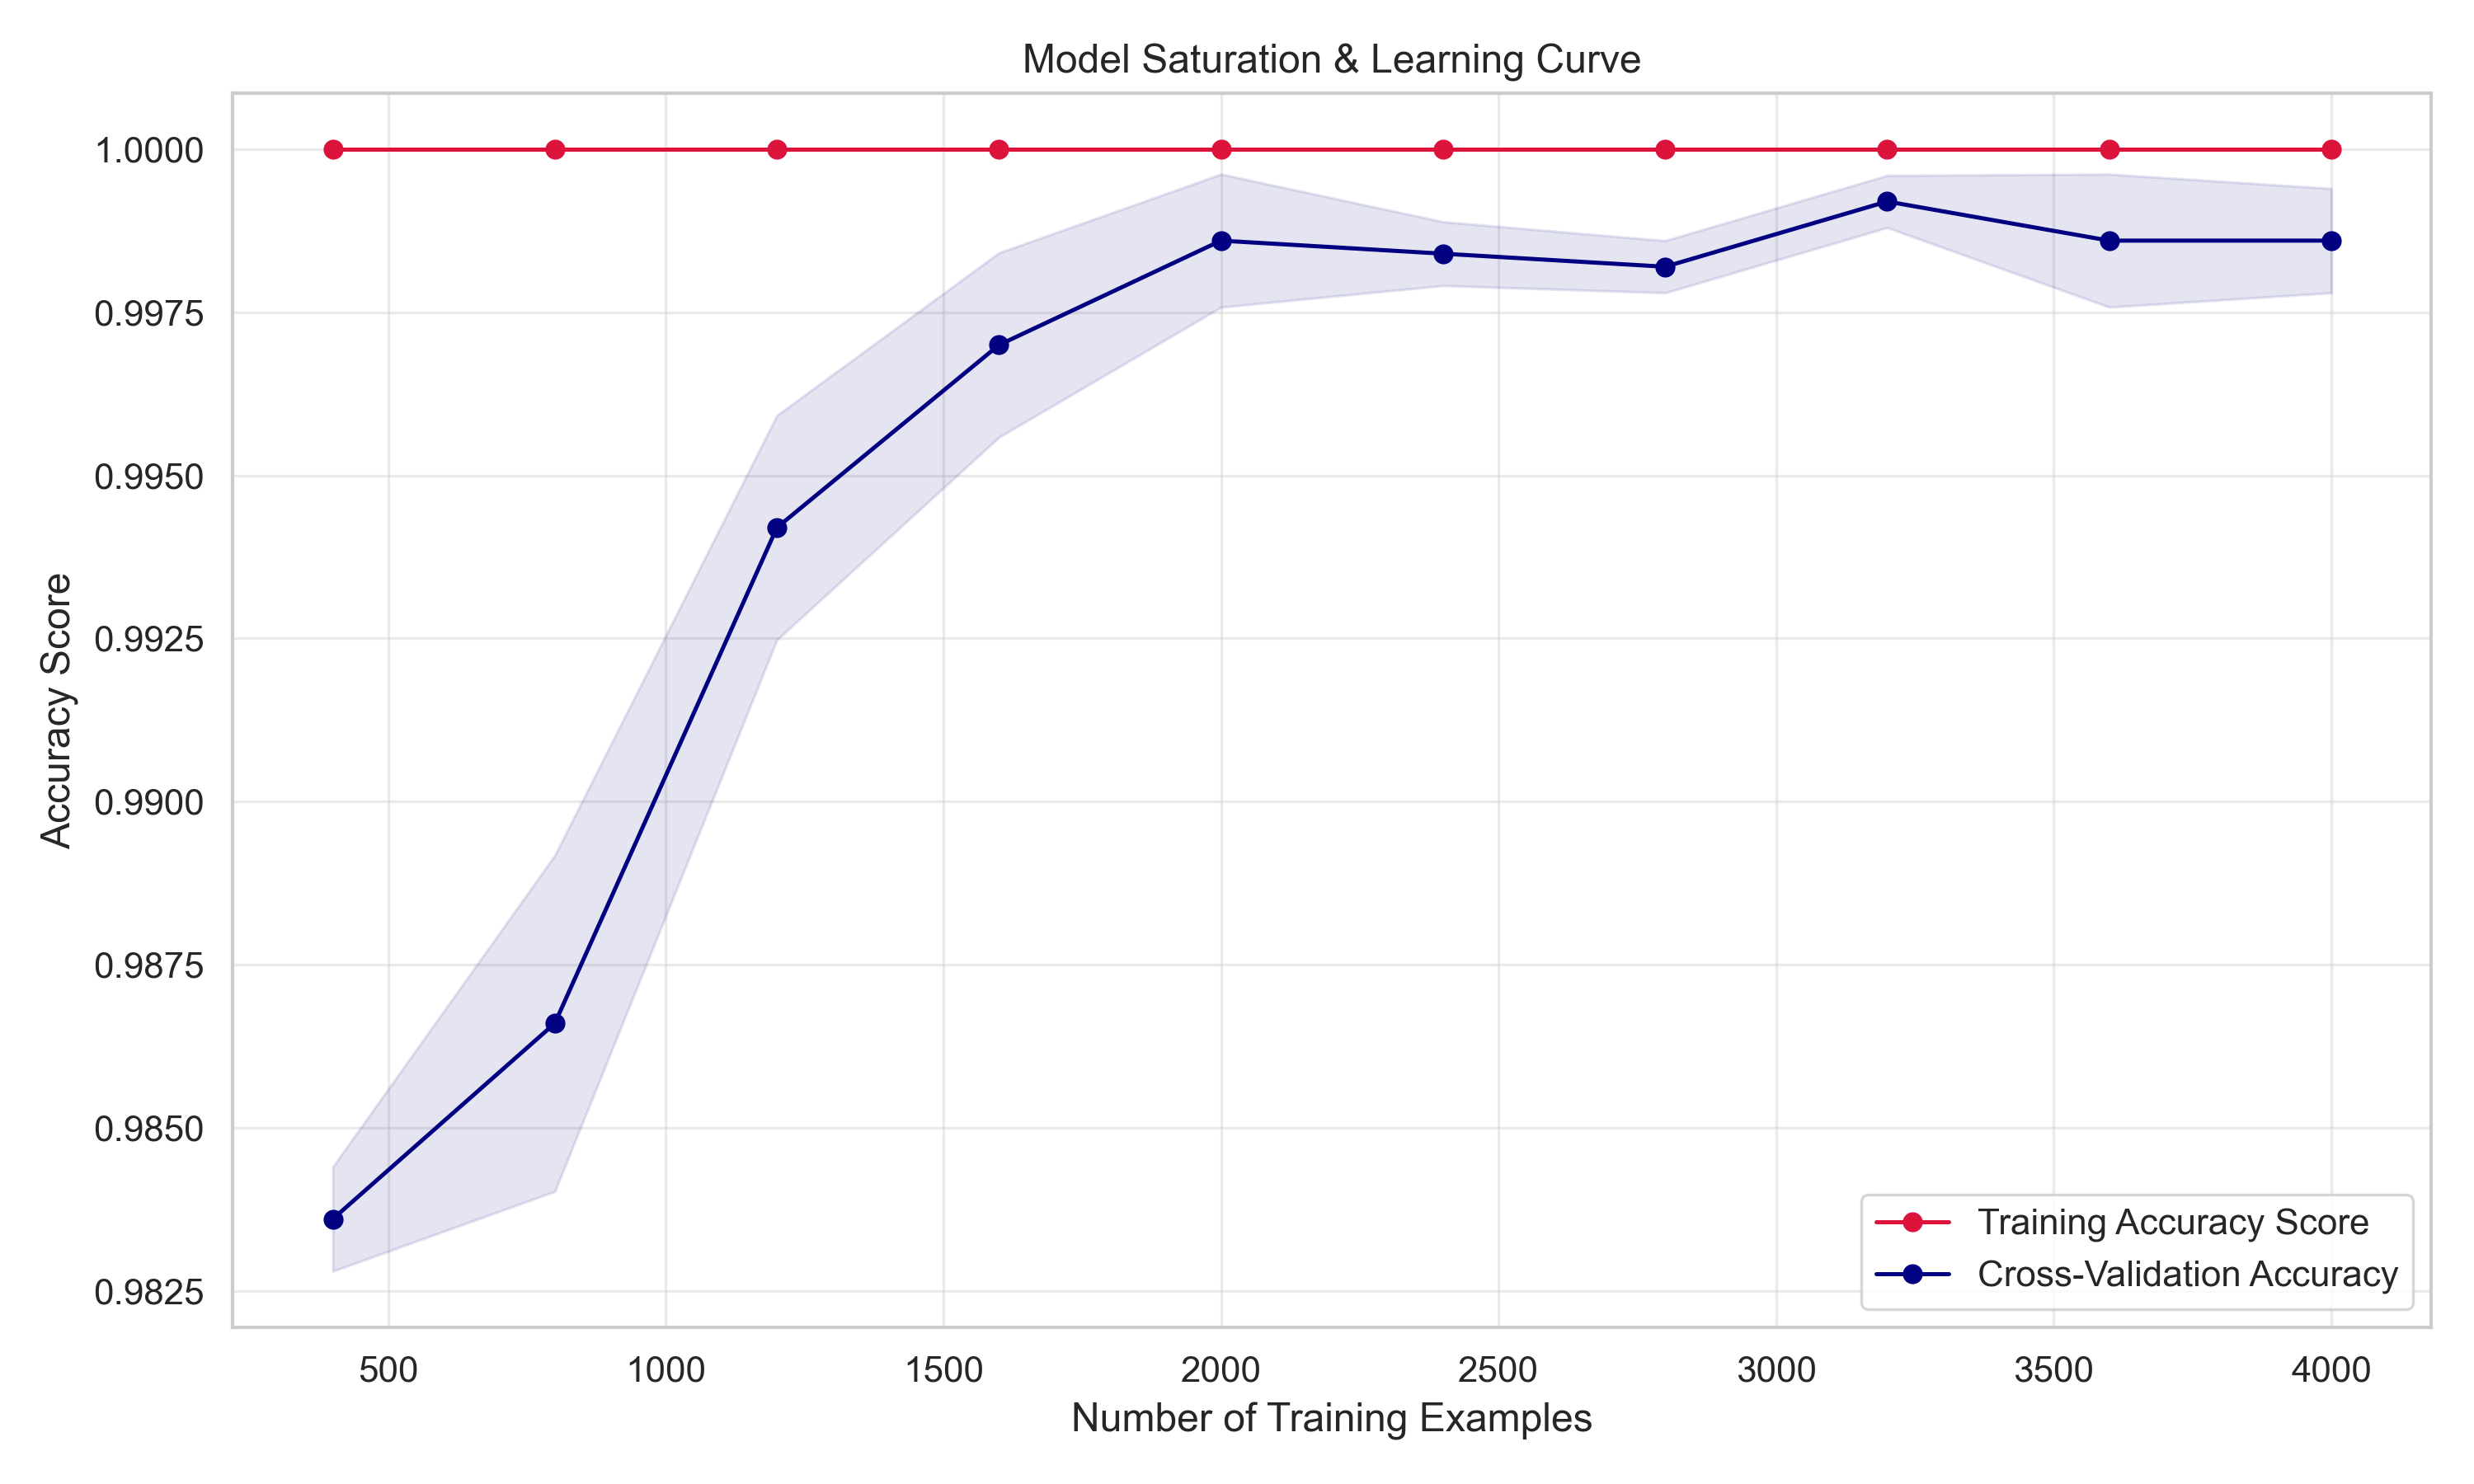 Model Saturation & Learning Curve
1.0000
0.9975
0.9950
0.9925
0.9900
0.9875
0.9850
0.9825
Accuracy Score
Training Accuracy Score
Cross-Validation Accuracy
500 1000 1500 2000 2500 3000 3500 4000
Number of Training Examples